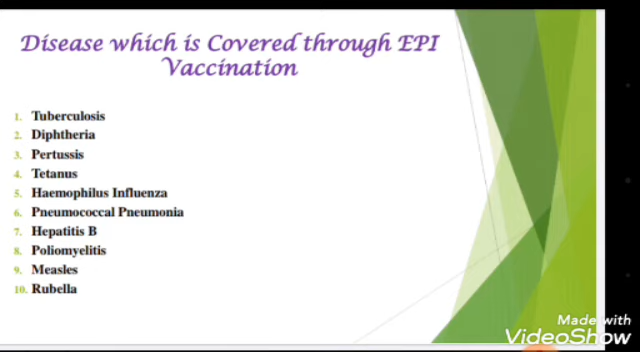 Disease which is Covered through EPI
Vaccination
1. Tuberculosis
2. Diphtheria
3. Pertussis
4. Tetanus
5. Haemophilus Influenza
6. Pneumococcal Pneumonia
7. Hepatitis B
8. Poliomyelitis
9. Measles
10. Rubella
Made with
VideoShow